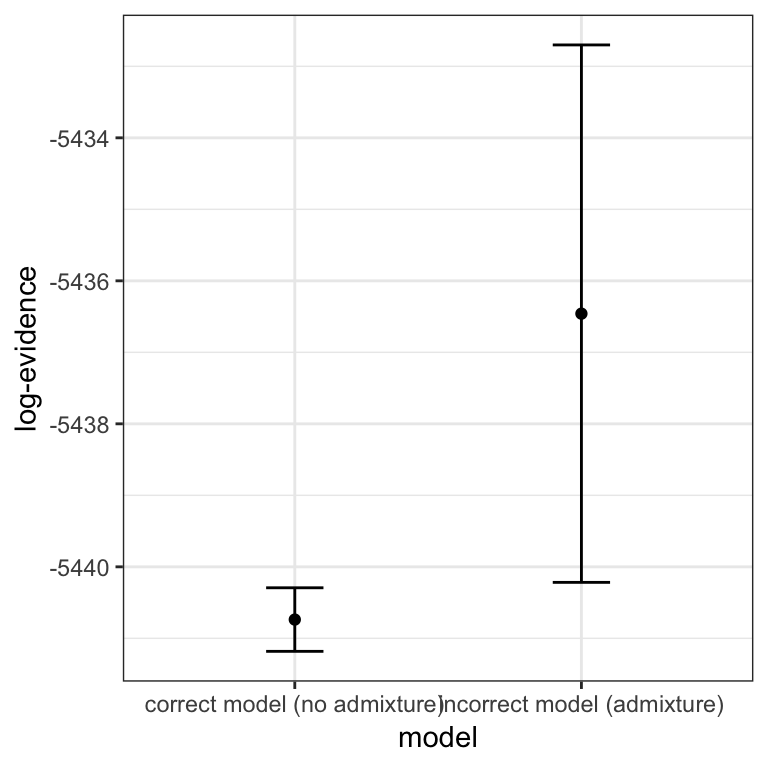 -5434
-5436
-5438
-5440
log-evidence
correct model (no admixture)
incorrect model (admixture)
model